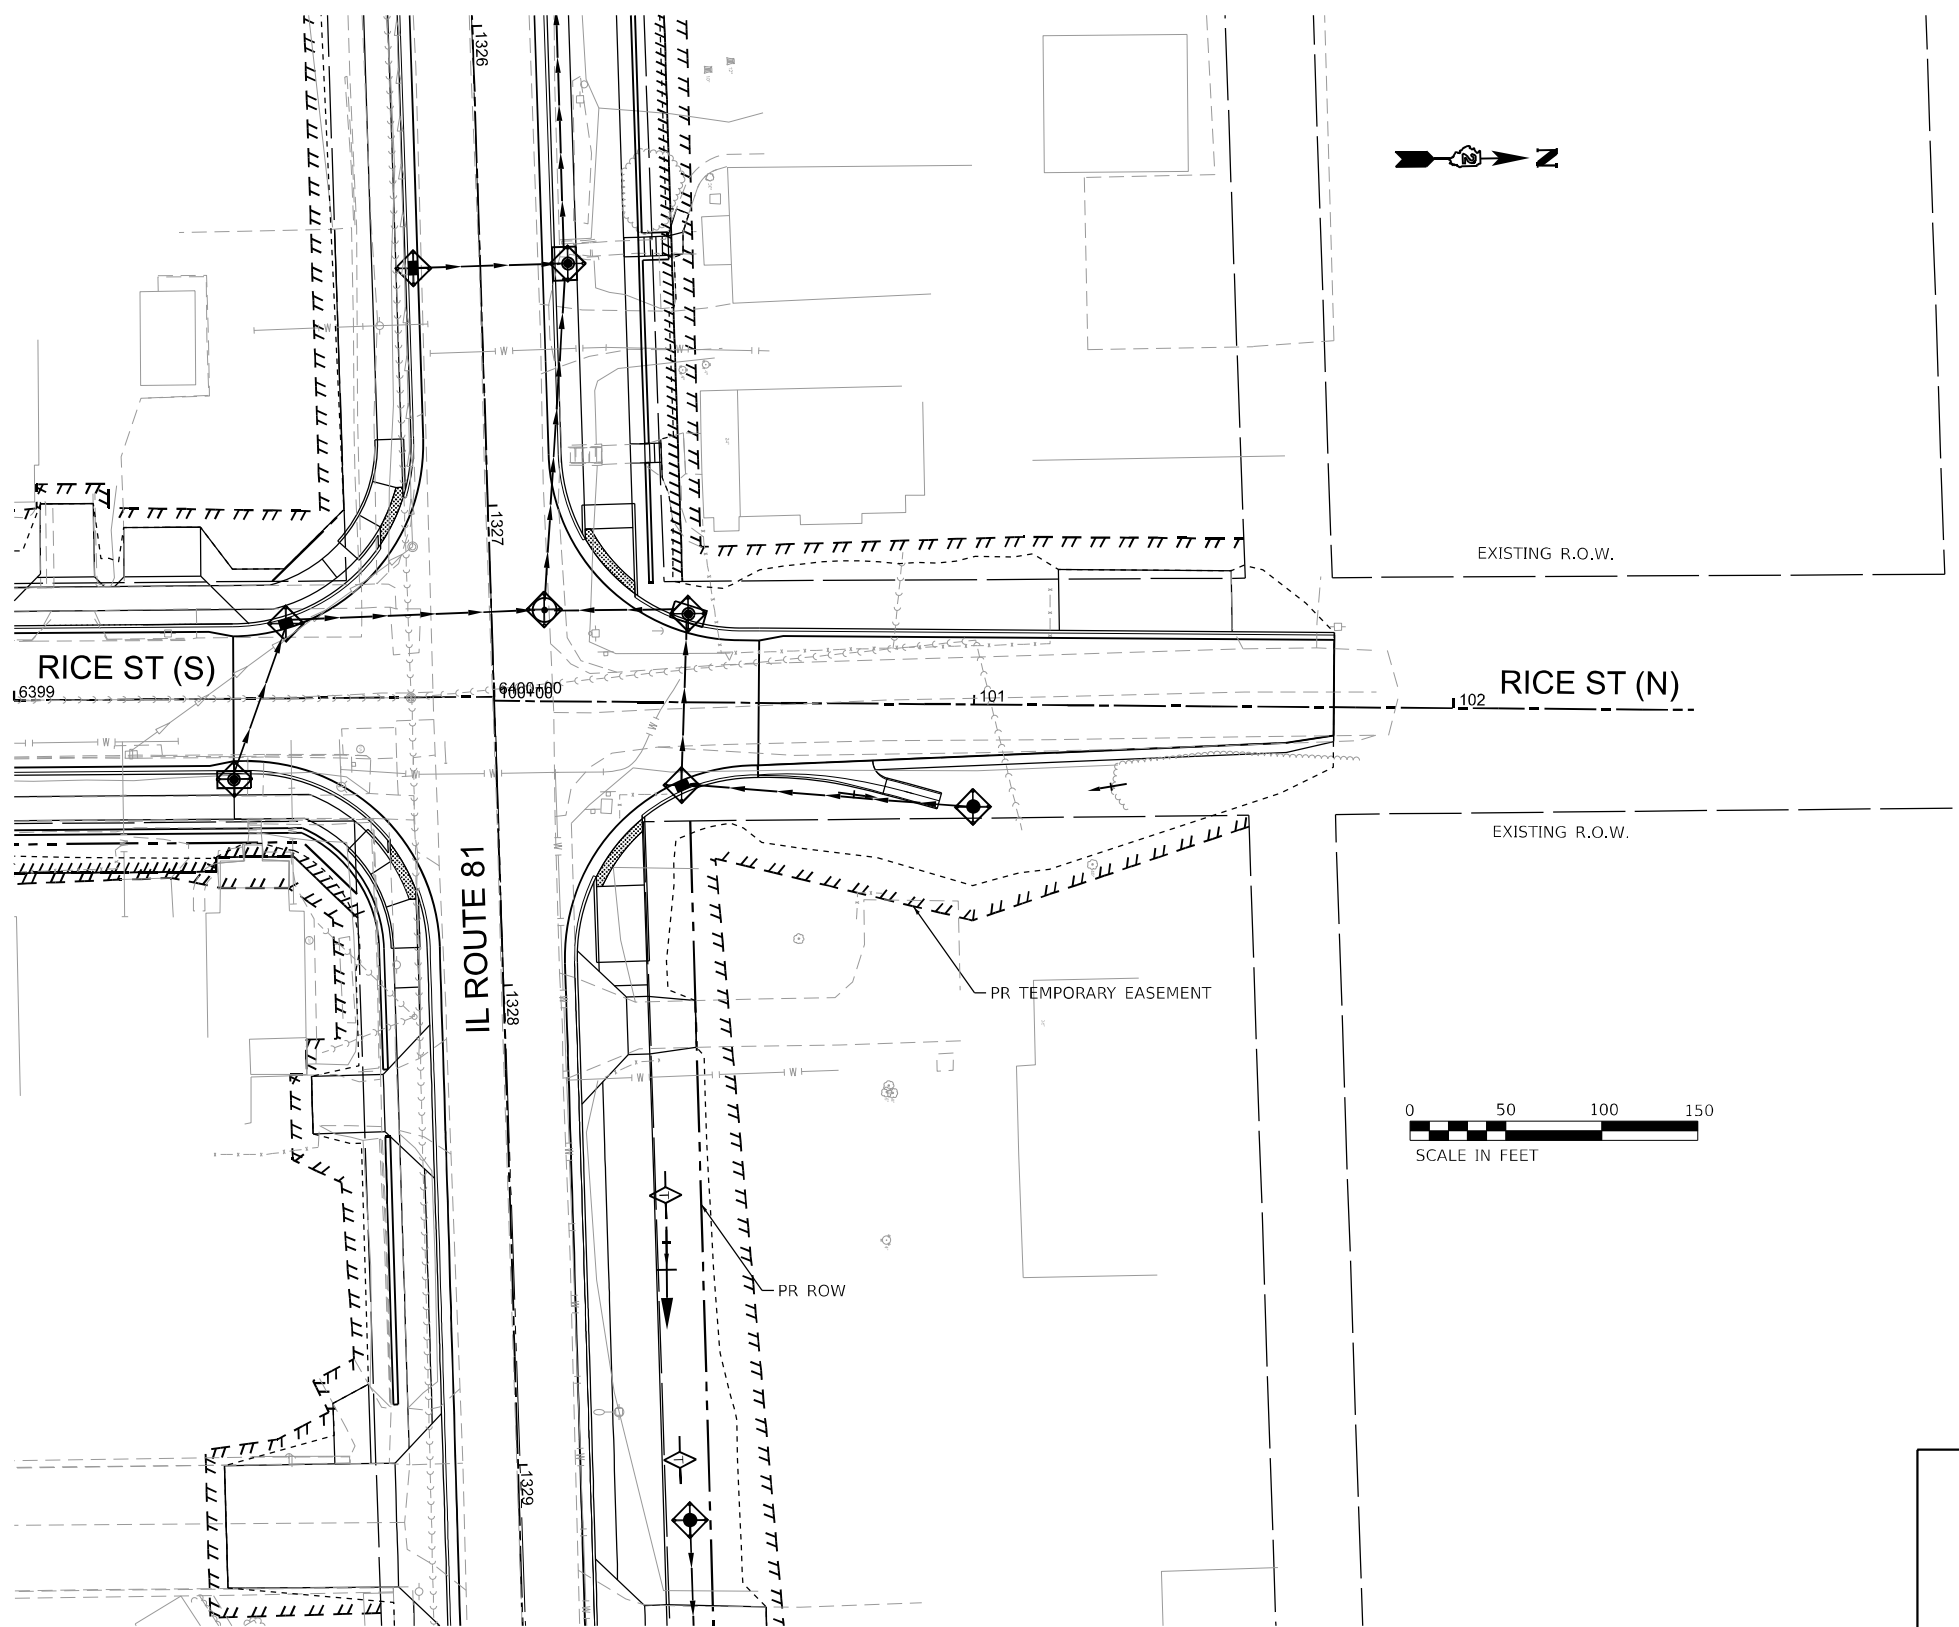 1326
N
2
W
W
W
1327
EXISTING R.O.W.
RICE ST (S)
6399
6400+00
100+00
101
102
RICE ST (N)
W
W
W
W
EXISTING R.O.W.
IL ROUTE 81
PR TEMPORARY EASEMENT
1328
W
W
0 50 100 150
SCALE IN FEET
T
PR ROW
T
1329